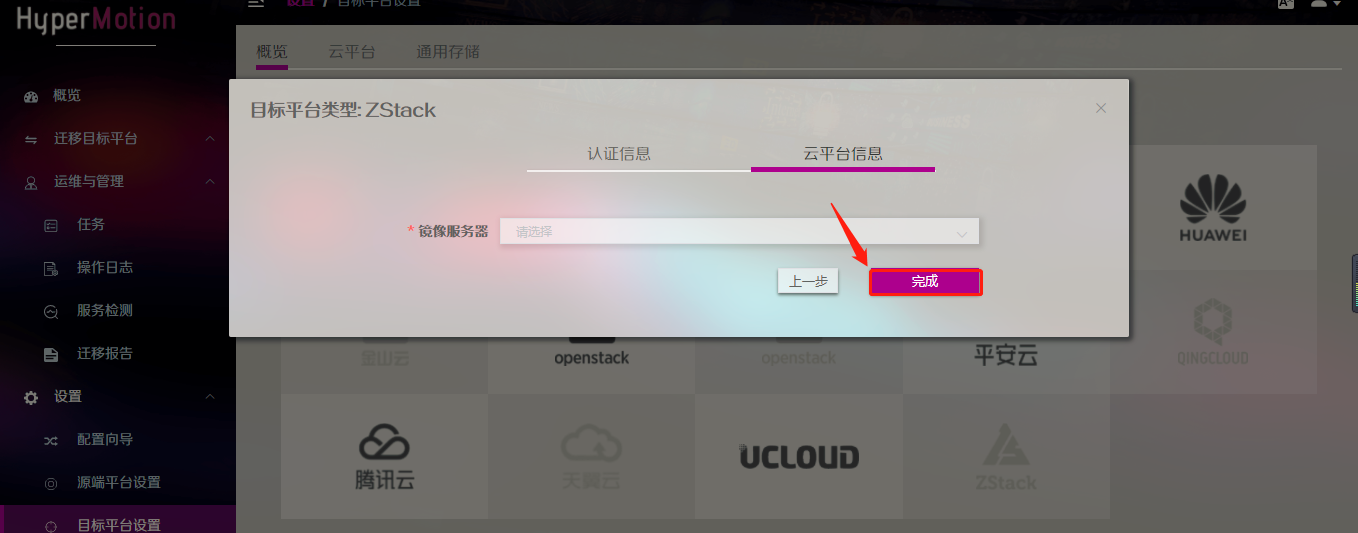 HyperMotion
设置 / 目标平台设置
概览
迁移目标平台
运维与管理
任务
操作日志
服务检测
迁移报告
设置
配置向导
源端平台设置
目标平台设置
概览 云平台 通用存储
目标平台类型: ZStack
认证信息 云平台信息
* 镜像服务器 请选择
上一步 完成
HUAWEI
金山云 openstack openstack 平安云 QINGCLOUD
腾讯云 天翼云 UCLOUD ZStack